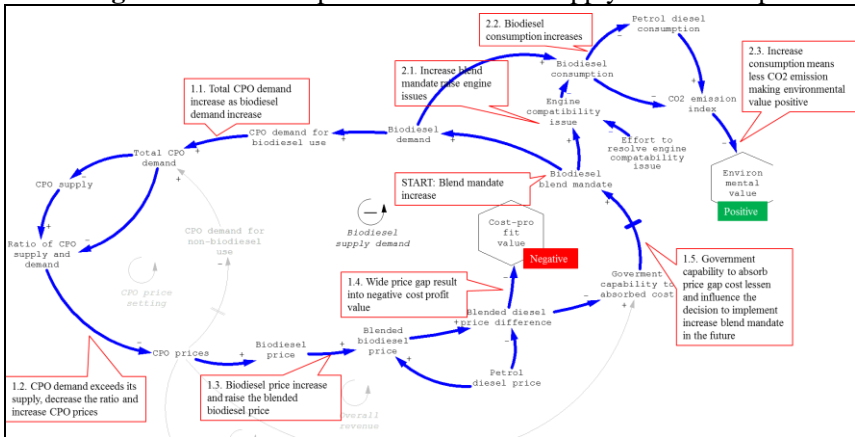 2.2. Biodiesel
consumption increases
Petrol diesel
consumption
2.3. Increase
consumption means
less CO2 emission
making environmental
value positive
2.1. Increase blend
mandate raise engine
issues
Biodiesel
consumption
CO2 emission
index
1.1. Total CPO demand
increase as biodiesel
demand increase
Engine
compatibility
issue
CPO demand for
biodiesel use
Biodiesel
demand
Effort to
resolve engine
compatability
issue
Total CPO
demand
CPO supply
START: Blend mandate
increase
Biodiesel
blend mandate
Environ
mental
value
Positive
Ratio of CPO
supply and
demand
CPO demand for
non-biodiesel use
Biodiesel
supply demand
Cost-pro
fit
value
Negative
CPO price
setting
1.4. Wide price gap result
into negative cost profit
value
Goverment
capability to
absorbed cost
1.5. Government
capability to absorb
price gap cost lessen
and influence the
decision to implement
increase blend mandate
in the future
Blended diesel
price difference
CPO prices
Biodiesel
price
Blended
biodiesel
price
1.2. CPO demand exceeds its
supply, decrease the ratio and
increase CPO prices
1.3. Biodiesel price increase
and raise the blended
biodiesel price
Petrol
diesel price
Overall
revenue